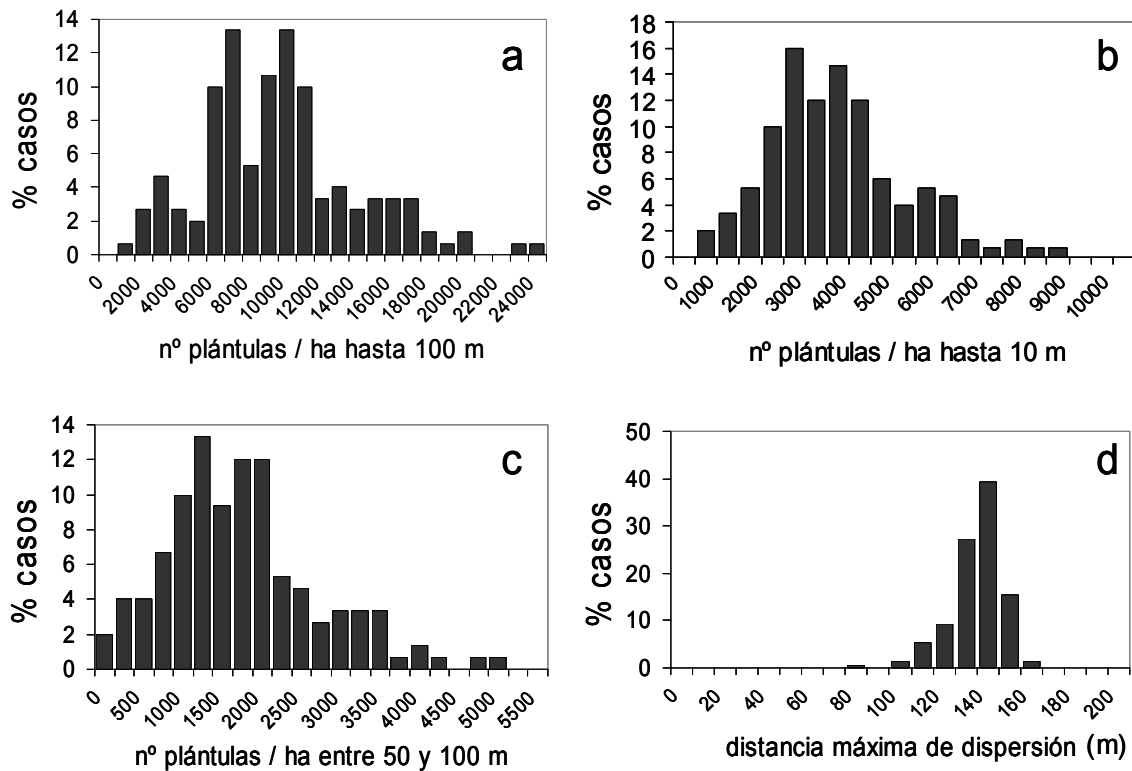 14
12
10
8
6
4
2
0
% casos
a
0 2000 4000 6000 8000 10000 12000 14000 16000 18000 20000 22000 24000
nº plántulas / ha hasta 100 m
18
16
14
12
10
8
6
4
2
0
% casos
b
0 1000 2000 3000 4000 5000 6000 7000 8000 9000 10000
nº plántulas / ha hasta 10 m
14
12
10
8
6
4
2
0
% casos
c
0 500 1000 1500 2000 2500 3000 3500 4000 4500 5000 5500
nº plántulas / ha entre 50 y 100 m
50
40
30
20
10
0
% casos
d
0 20 40 60 80 100 120 140 160 180 200
distancia máxima de dispersión (m)